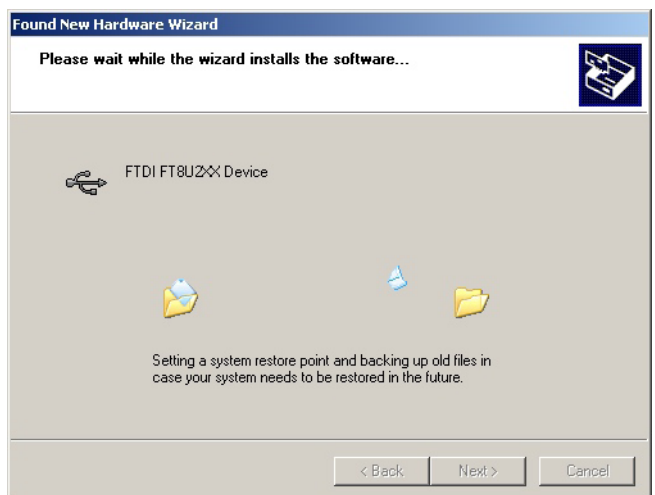 Found New Hardware Wizard
Please wait while the wizard installs the software...
FTDI FT8U2XX Device
Setting a system restore point and backing up old files in
case your system needs to be restored in the future.
< Back
Next >
Cancel